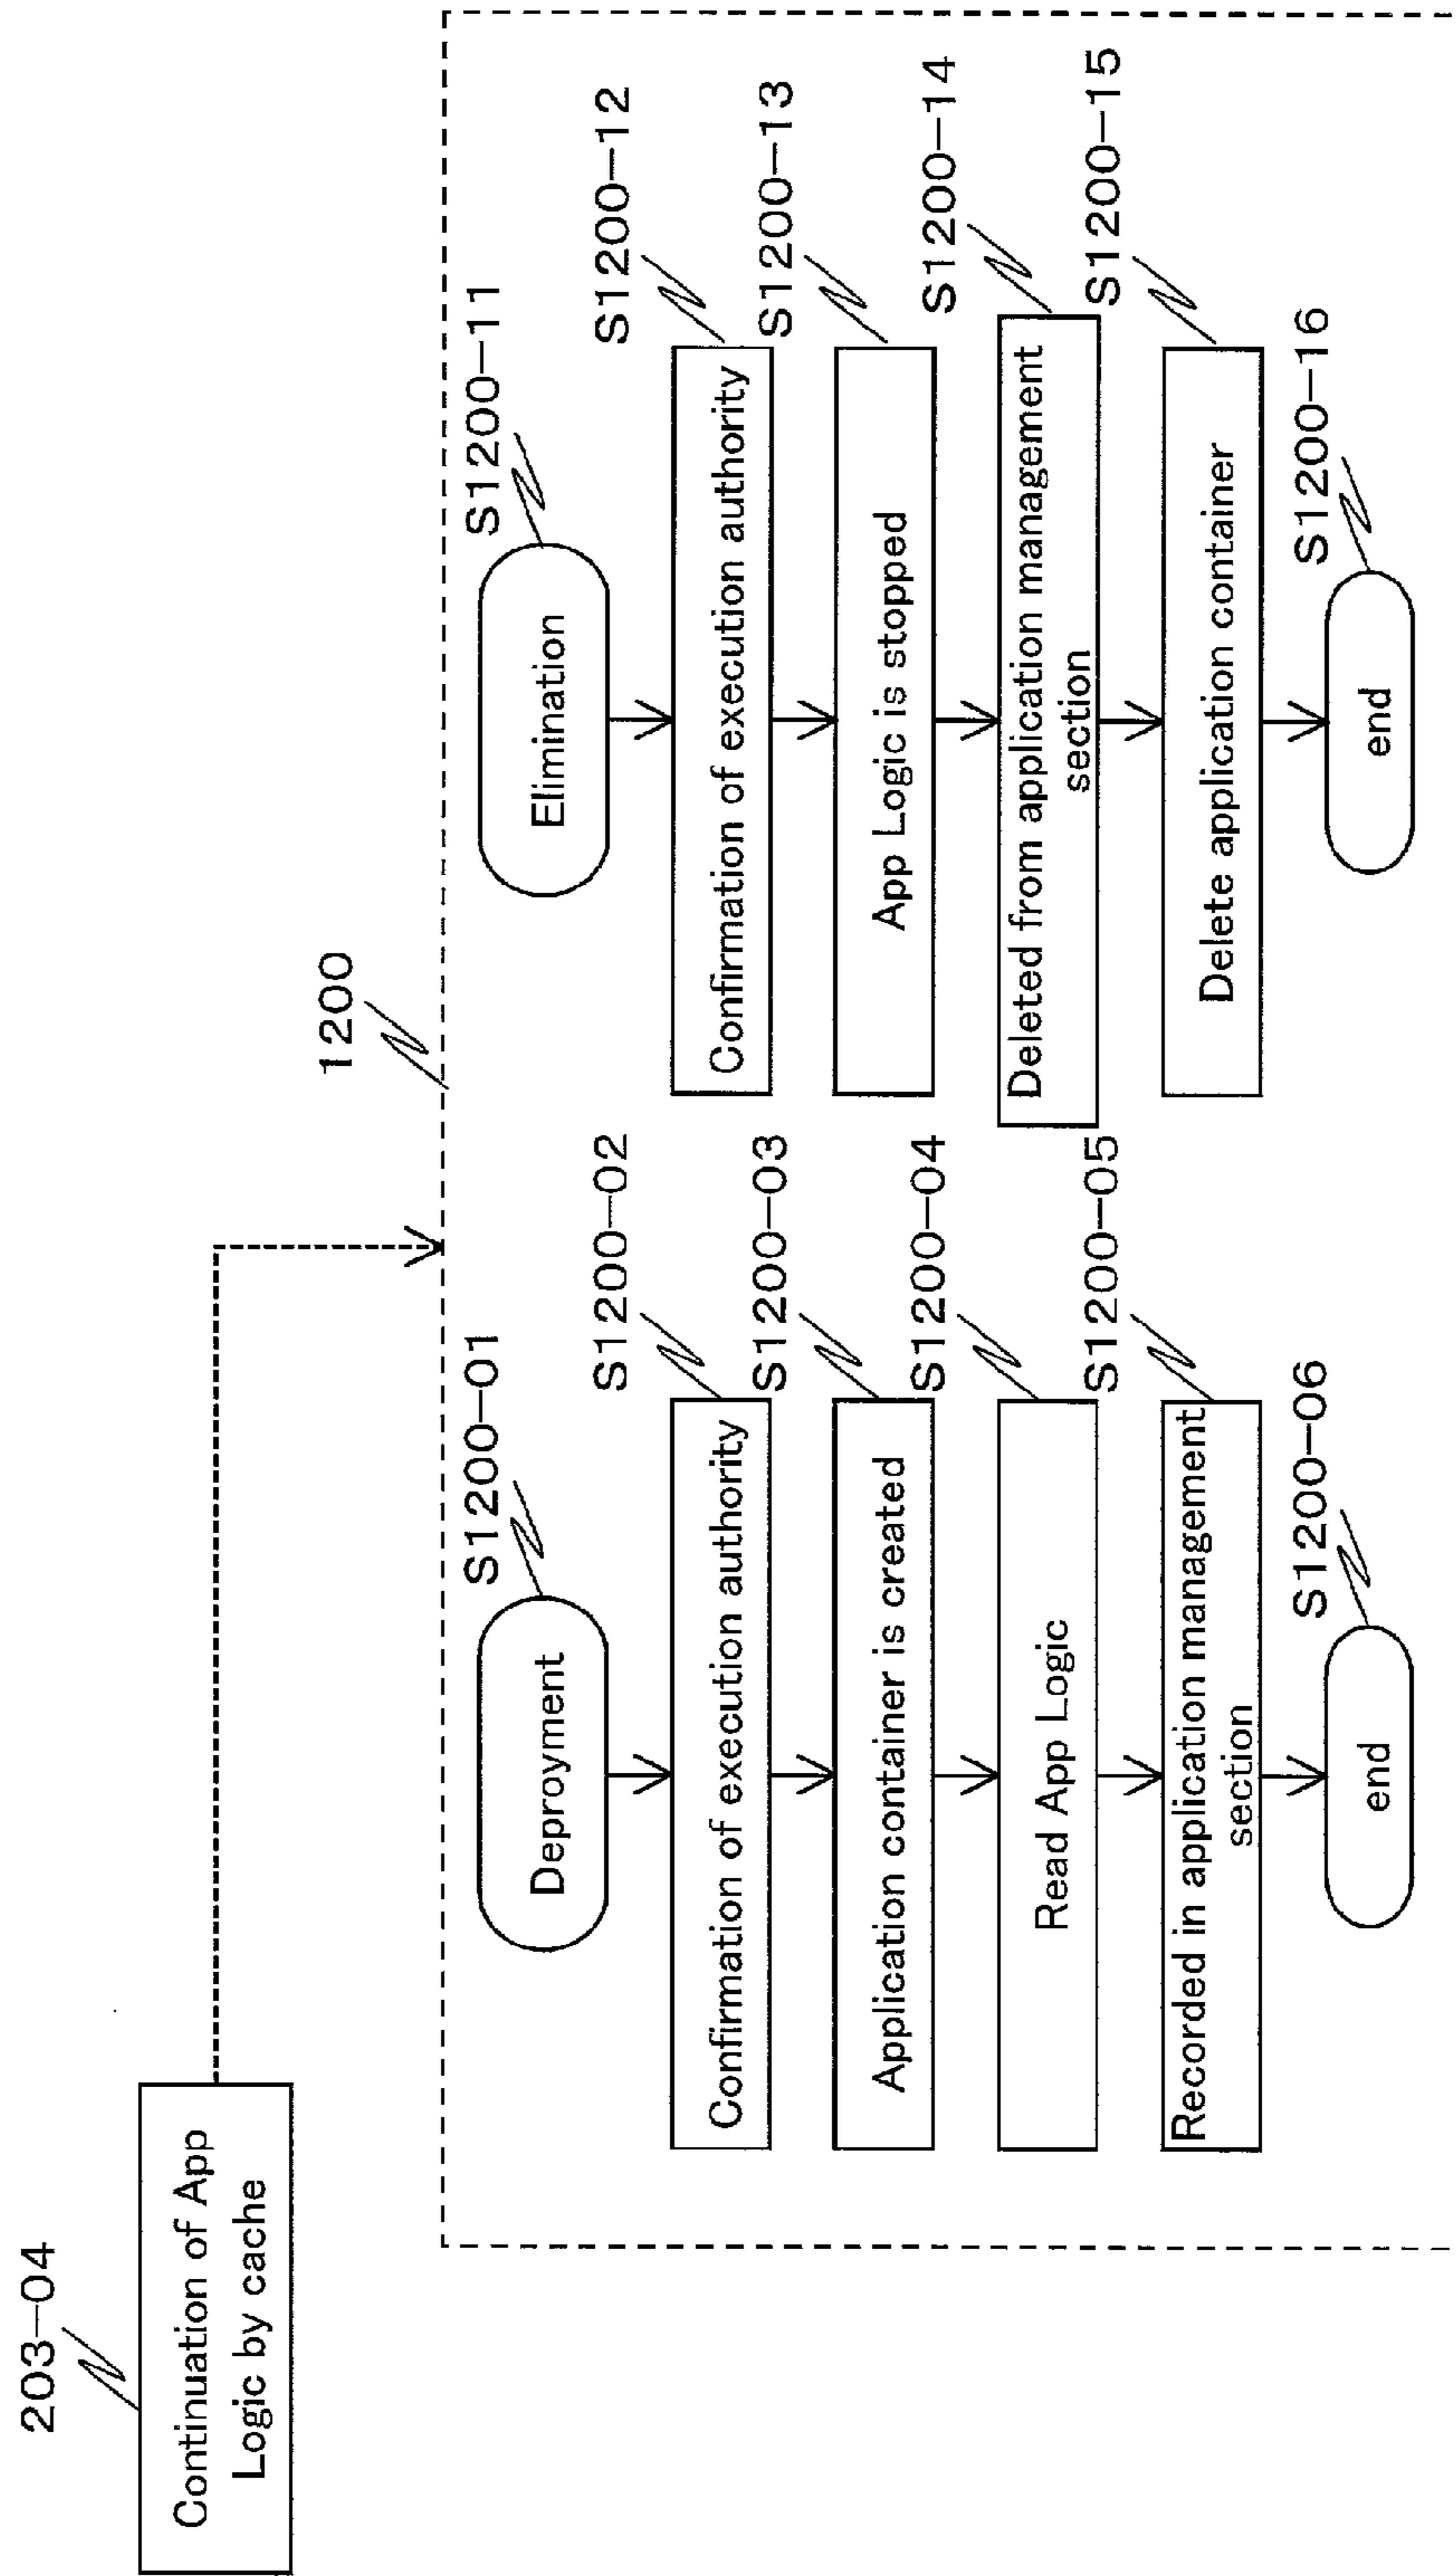 203-04
Continuation of App
Logic by cache
1200
S1200-01
Deproyment
S1200-02
Confirmation of execution authority
S1200-03
Application container is created
S1200-04
Read App Logic
S1200-05
Recorded in application management
section
S1200-06
end
S1200-11
Elimination
S1200-12
Confirmation of execution authority
S1200-13
App Logic is stopped
S1200-14
Deleted from application management
section
S1200-15
Delete application container
S1200-16
end